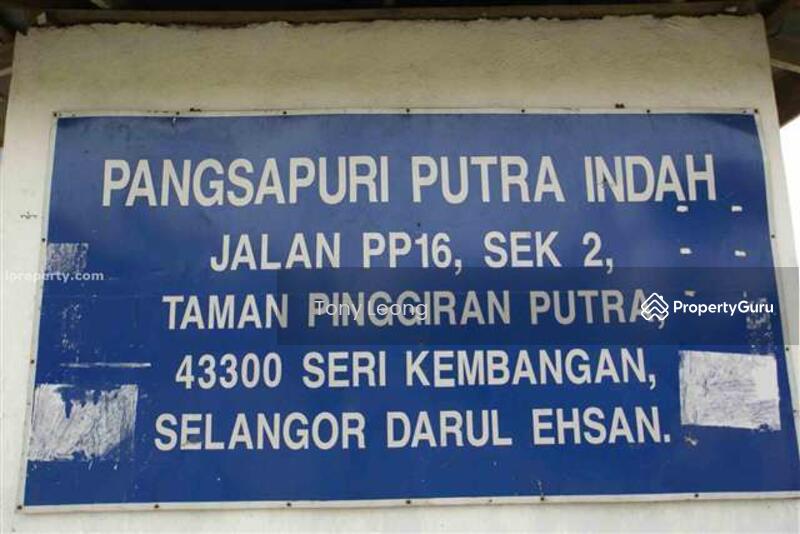 PANGSAPURI PUTRA INDAH
JALAN PP16, SEK 2,
TAMAN PINGGIRAN PUTRA,
Tony Leong
PropertyGuru
43300 SERI KEMBANGAN,
SELANGOR DARUL EHSAN.
iproperty.com